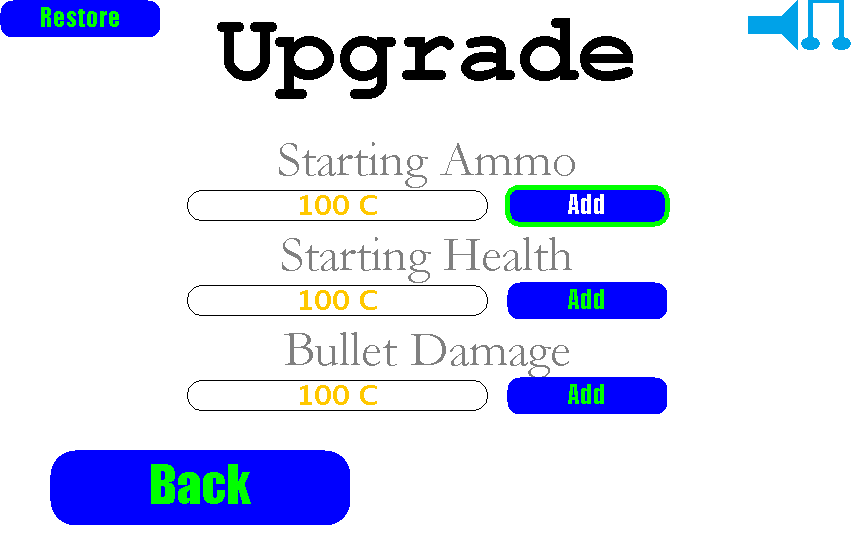 Restore
Upgrade
Starting Ammo
100 C
Add
Starting Health
100 C
Add
Bullet Damage
100 C
Add
Back